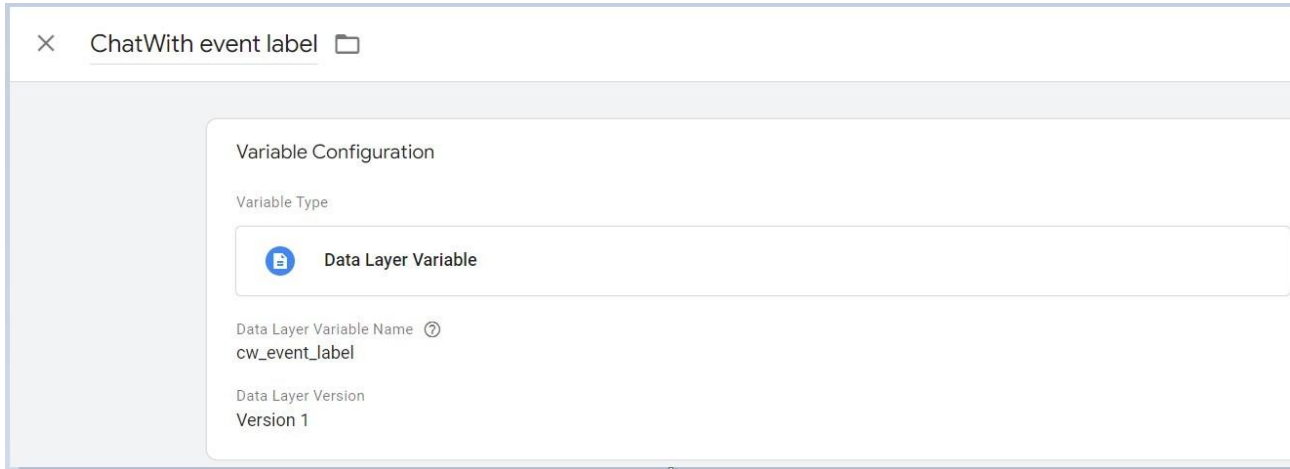 ChatWith event label
Variable Configuration
Variable Type
Data Layer Variable
Data Layer Variable Name
cw_event_label
Data Layer Version
Version 1